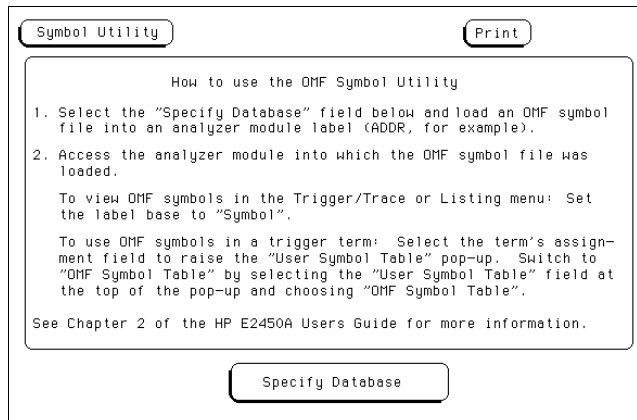 Symbol Utility
Print
How to use the OMF Symbol Utility
1. Select the "Specify Database" field below and load an OMF symbol
file into an analyzer module label (ADDR, for example).
2. Access the analyzer module into which the OMF symbol file was
loaded.
To view OMF symbols in the Trigger/Trace or Listing menu: Set
the label base to "Symbol".
To use OMF symbols in a trigger term: Select the term's assign-
ment field to raise the "User Symbol Table" pop-up. Switch to
"OMF Symbol Table" by selecting the "User Symbol Table" field at
the top of the pop-up and choosing "OMF Symbol Table".
See Chapter 2 of the HP E2450A Users Guide for more information.
Specify Database